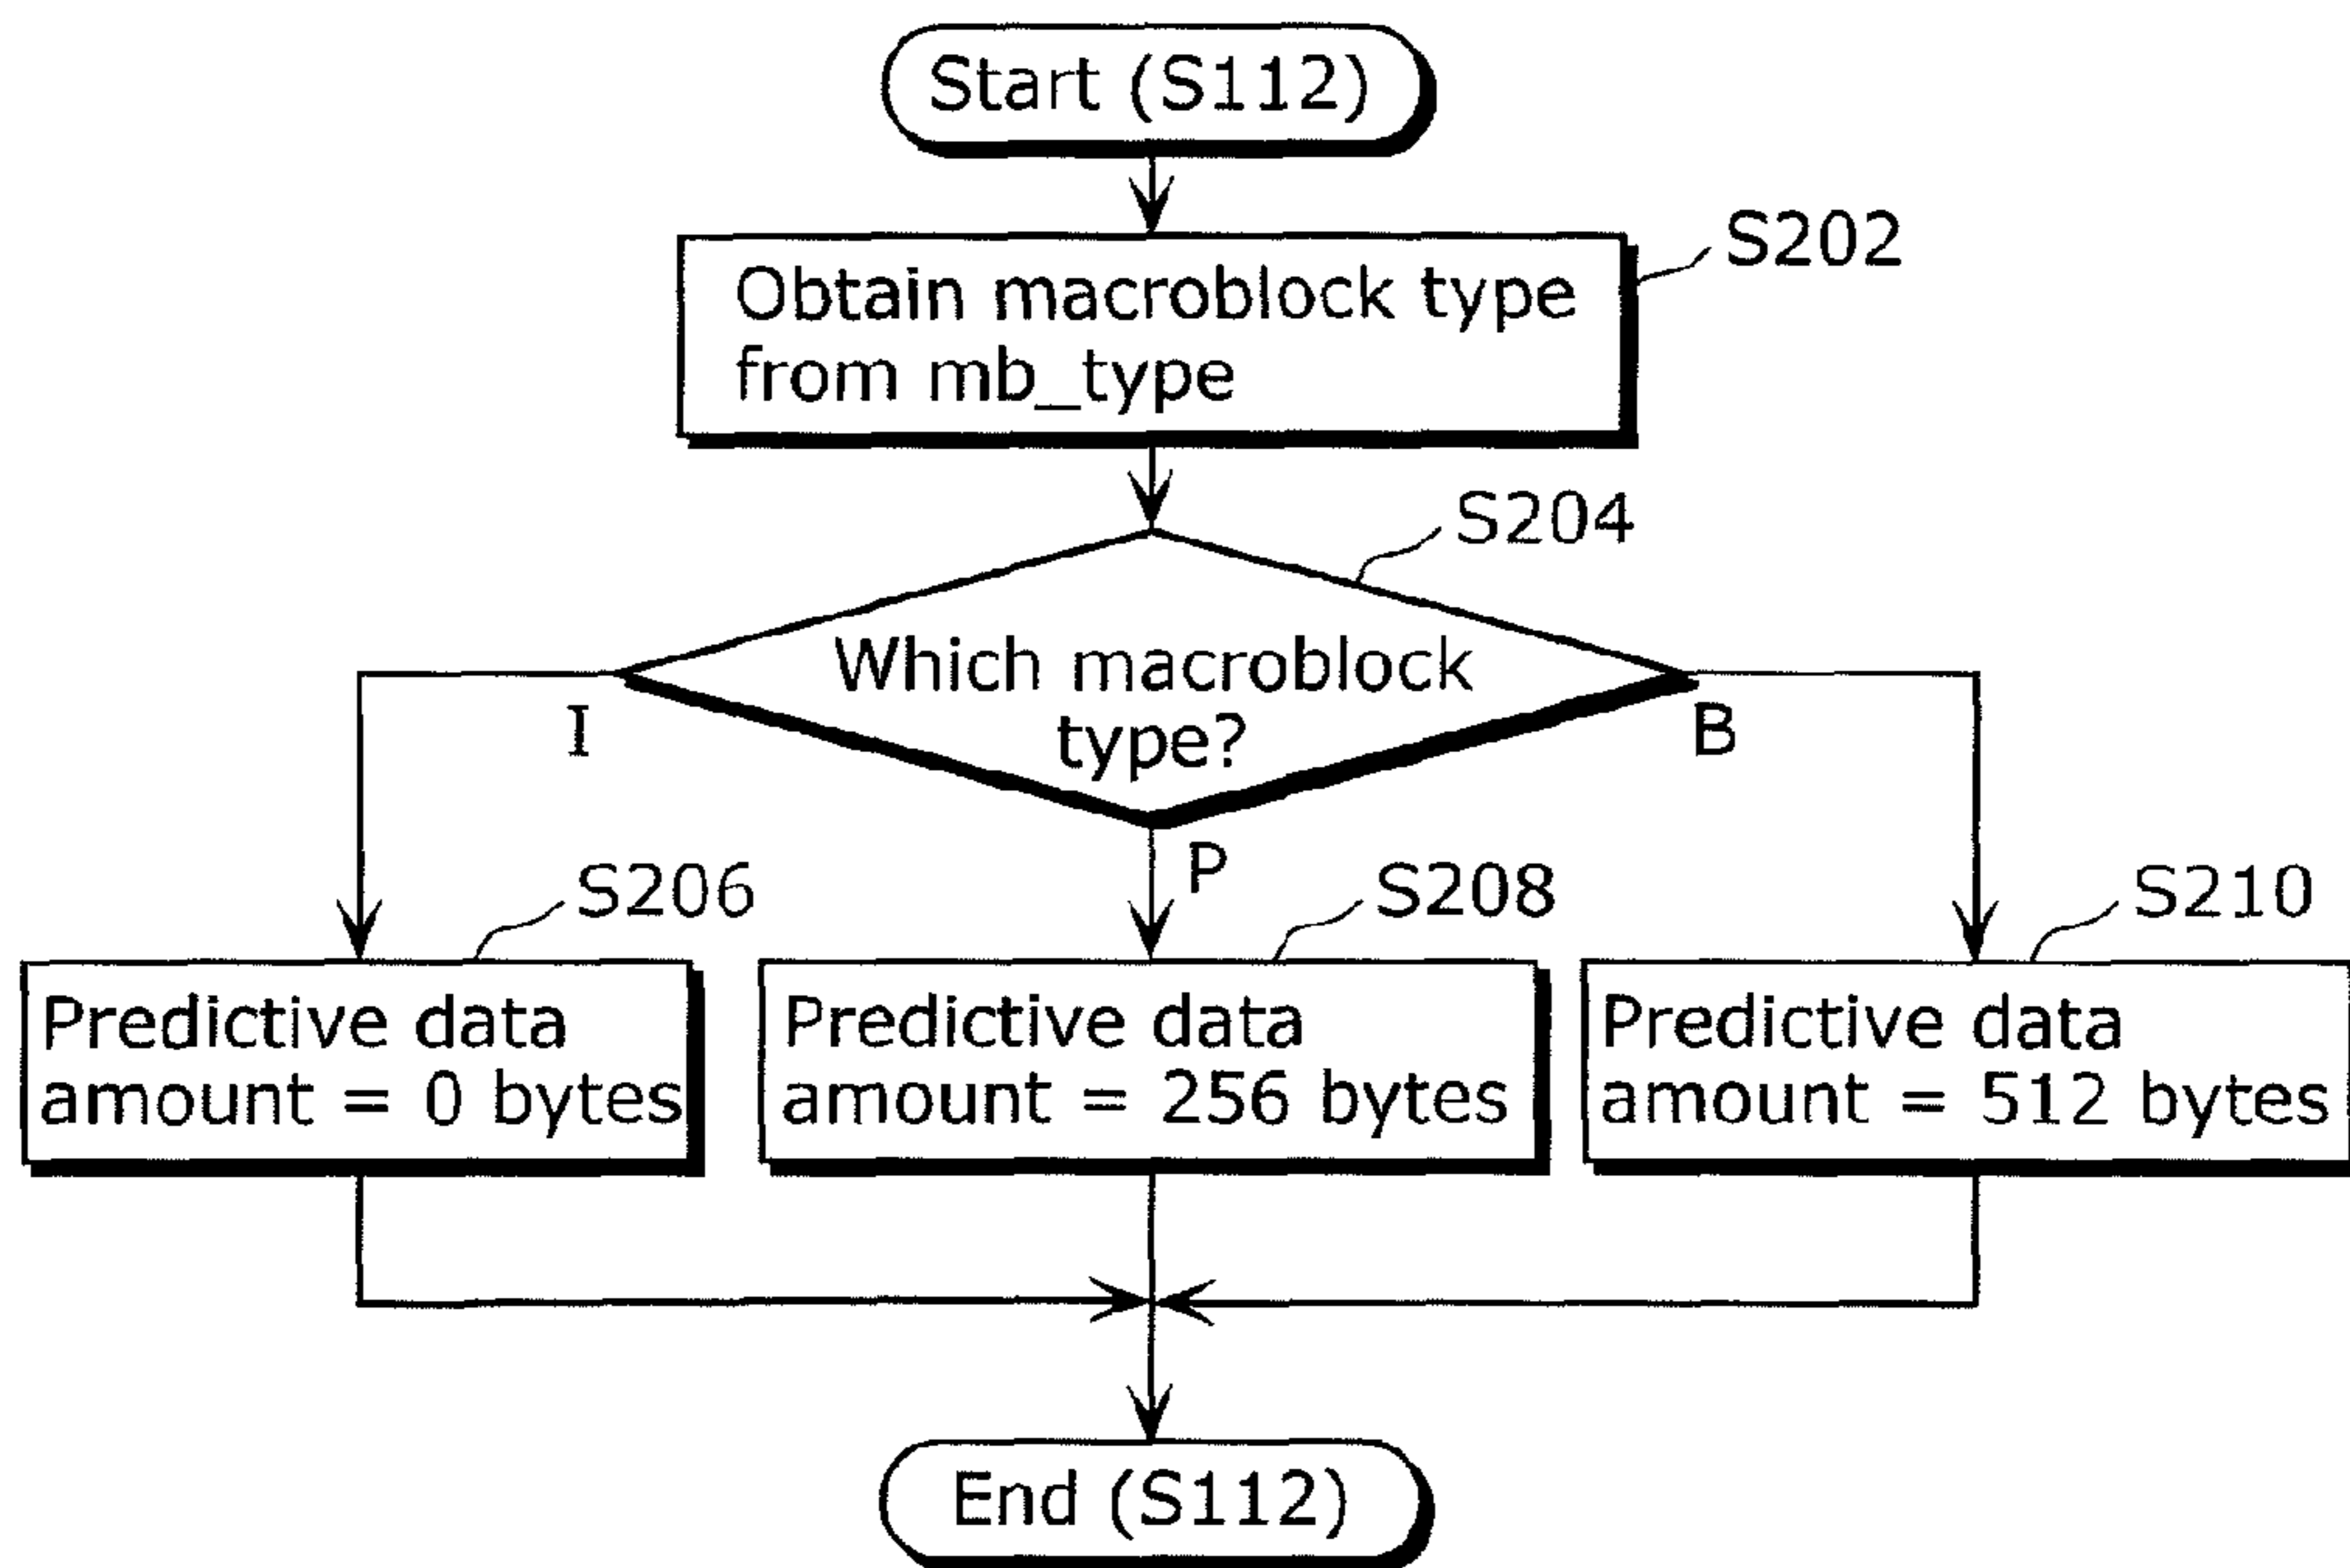 Start (S112)
S202
Obtain macroblock type
from mb_type
S204
Which macroblock
type?
I
B
P
S206
S208
S210
Predictive data
amount = 0 bytes
Predictive data
amount = 256 bytes
Predictive data
amount = 512 bytes
End (S112)